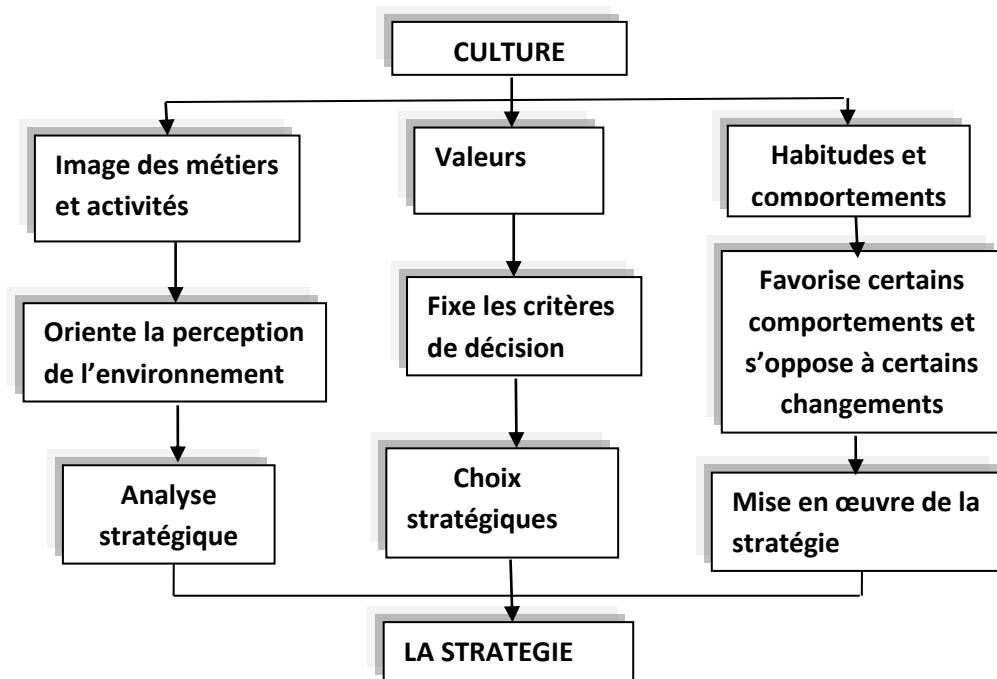 CULTURE
Image des métiers
et activités
Valeurs
Habitudes et
comportements
Oriente la perception
de l’environnement
Fixe les critères
de décision
Favorise certains
comportements et
s’oppose à certains
changements
Analyse
stratégique
Choix
stratégiques
Mise en œuvre de la
stratégie
LA STRATEGIE